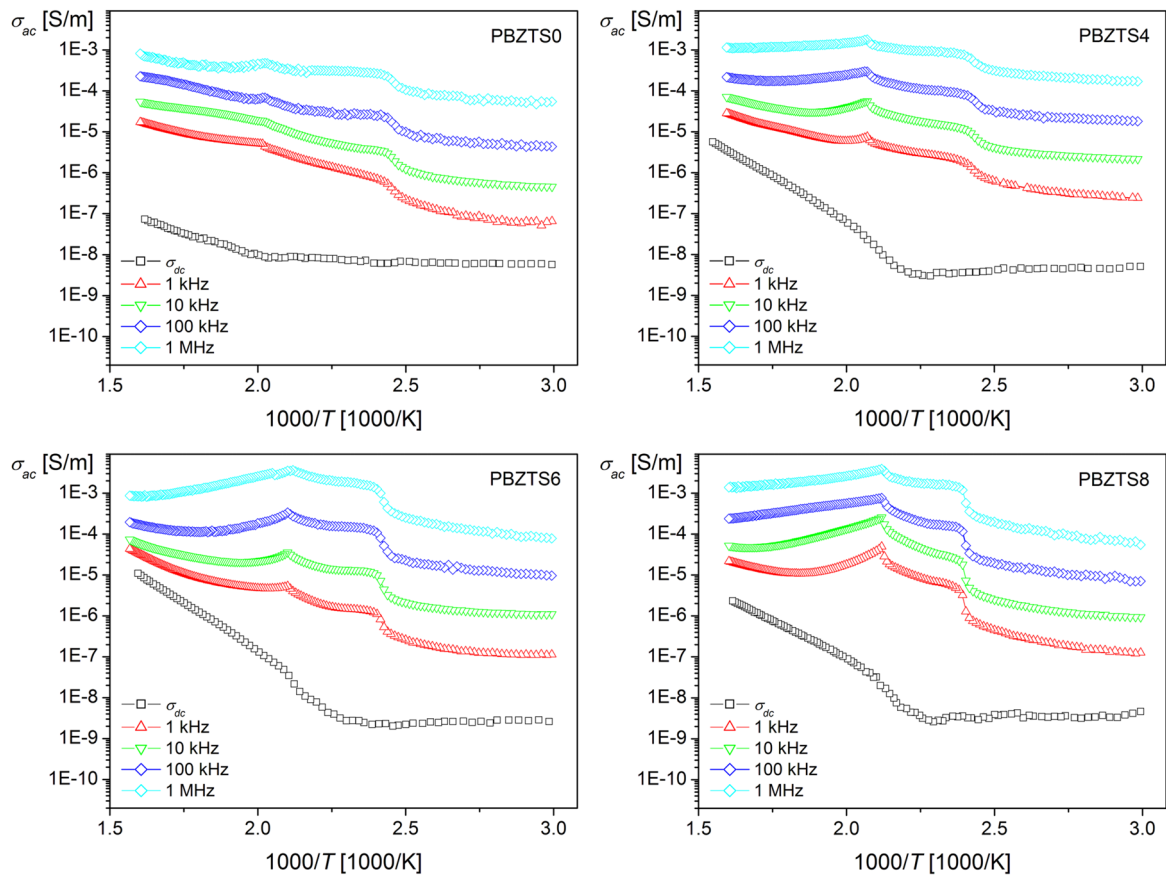 σac [S/m]
PBZTS0
1E-3
1E-4
1E-5
1E-6
1E-7
1E-8
1E-9
1E-10
σdc
1 kHz
10 kHz
100 kHz
1 MHz
1.5 2.0 2.5 3.0
1000/T [1000/K]
σac [S/m]
PBZTS4
1E-3
1E-4
1E-5
1E-6
1E-7
1E-8
1E-9
1E-10
σdc
1 kHz
10 kHz
100 kHz
1 MHz
1.5 2.0 2.5 3.0
1000/T [1000/K]
σac [S/m]
PBZTS6
1E-3
1E-4
1E-5
1E-6
1E-7
1E-8
1E-9
1E-10
σdc
1 kHz
10 kHz
100 kHz
1 MHz
1.5 2.0 2.5 3.0
1000/T [1000/K]
σac [S/m]
PBZTS8
1E-3
1E-4
1E-5
1E-6
1E-7
1E-8
1E-9
1E-10
σdc
1 kHz
10 kHz
100 kHz
1 MHz
1.5 2.0 2.5 3.0
1000/T [1000/K]